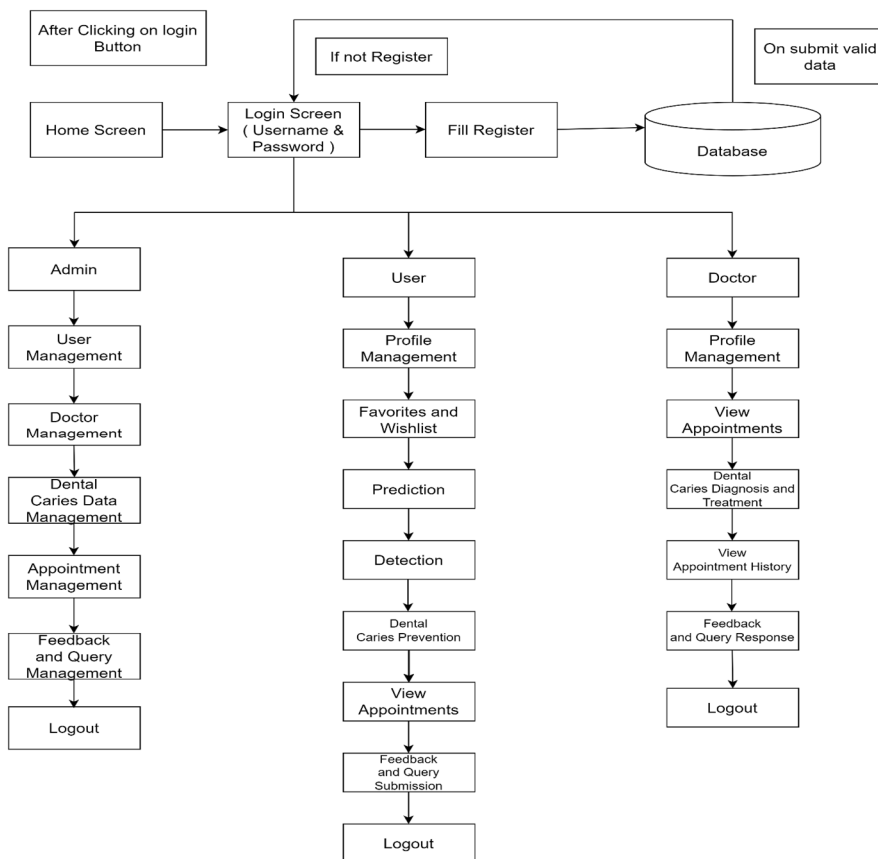 After Clicking on login
Button
If not Register
On submit valid
data
Home Screen
Login Screen
( Username &
Password )
Fill Register
Database
Admin
User
Management
Doctor
Management
Dental
Caries Data
Management
Appointment
Management
Feedback
and Query
Management
Logout
User
Profile
Management
Favorites and
Wishlist
Prediction
Detection
Dental
Caries Prevention
View
Appointments
Feedback
and Query
Submission
Logout
Doctor
Profile
Management
View
Appointments
Dental
Caries Diagnosis and
Treatment
View
Appointment History
Feedback
and Query Response
Logout